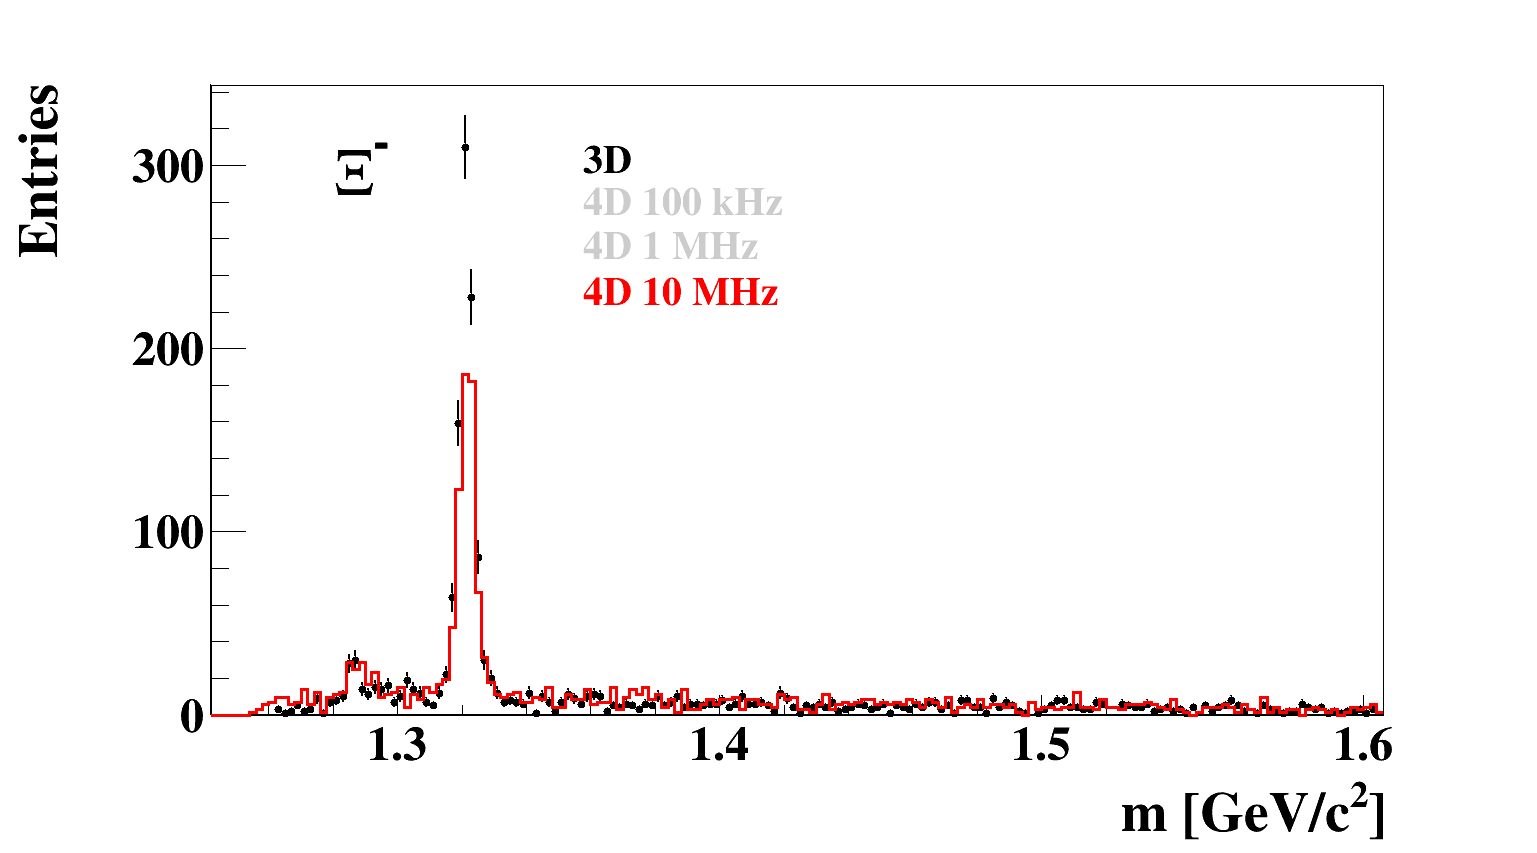 Entries
300
200
100
0
Ξ-
3D
4D 100 kHz
4D 1 MHz
4D 10 MHz
1.3 1.4 1.5 1.6
m [GeV/c²]